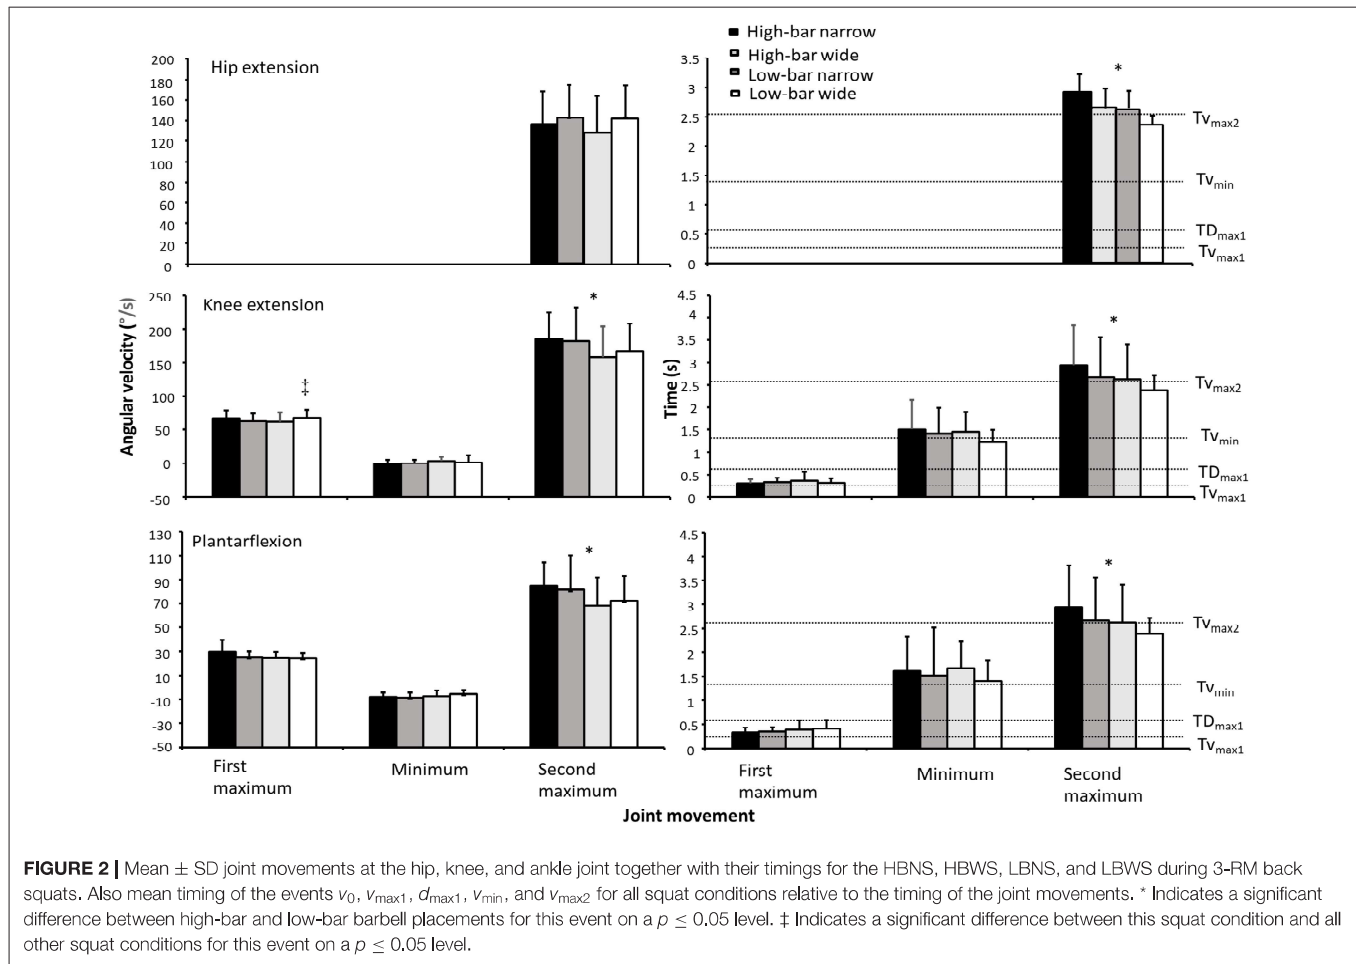 High-bar narrow
High-bar wide
Low-bar narrow
Low-bar wide
Hip extension
200
180
160
140
120
100
80
60
40
20
0
3.5
3
2.5
2
1.5
1
0.5
0
*
Tvmax2
Tvmin
TDmax1
Tvmax1
Angular velocity (°/s)
Knee extension
250
200
150
100
50
0
-50
‡
*
Time (s)
4.5
4
3.5
3
2.5
2
1.5
1
0.5
0
*
Tvmax2
Tvmin
TDmax1
Tvmax1
Plantarflexion
130
110
90
70
50
30
10
-10
-30
-50
*
4.5
4
3.5
3
2.5
2
1.5
1
0.5
0
*
Tvmax2
Tvmin
TDmax1
Tvmax1
First maximum
Minimum
Second maximum
First maximum
Minimum
Second maximum
Joint movement
FIGURE 2 | Mean ± SD joint movements at the hip, knee, and ankle joint together with their timings for the HBNS, HBWS, LBNS, and LBWS during 3-RM back
squats. Also mean timing of the events v0, vmax1, dmax1, vmin, and vmax2 for all squat conditions relative to the timing of the joint movements. * Indicates a significant
difference between high-bar and low-bar barbell placements for this event on a p ≤ 0.05 level. ‡ Indicates a significant difference between this squat condition and all
other squat conditions for this event on a p ≤ 0.05 level.